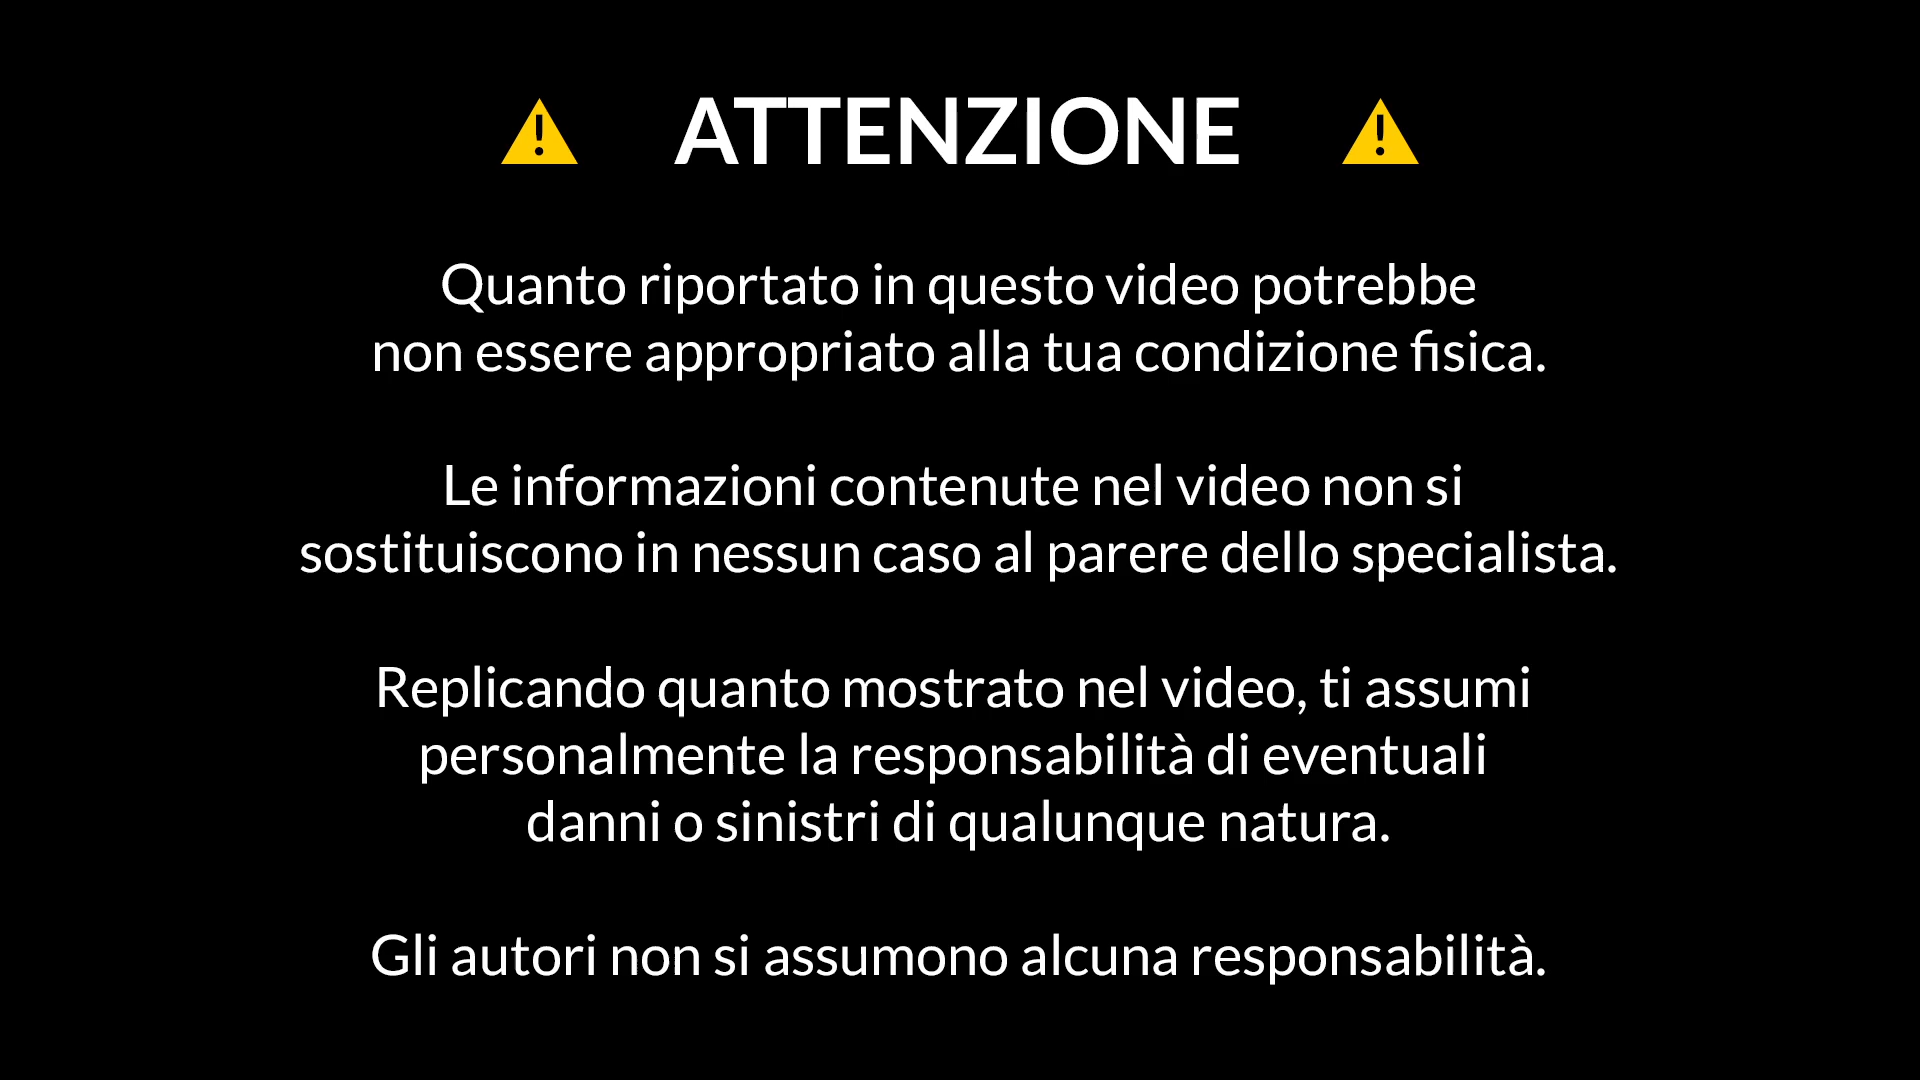 ATTENZIONE
Quanto riportato in questo video potrebbe
non essere appropriato alla tua condizione fisica.
Le informazioni contenute nel video non si
sostituiscono in nessun caso al parere dello specialista.
Replicando quanto mostrato nel video, ti assumi
personalmente la responsabilità di eventuali
danni o sinistri di qualunque natura.
Gli autori non si assumono alcuna responsabilità.